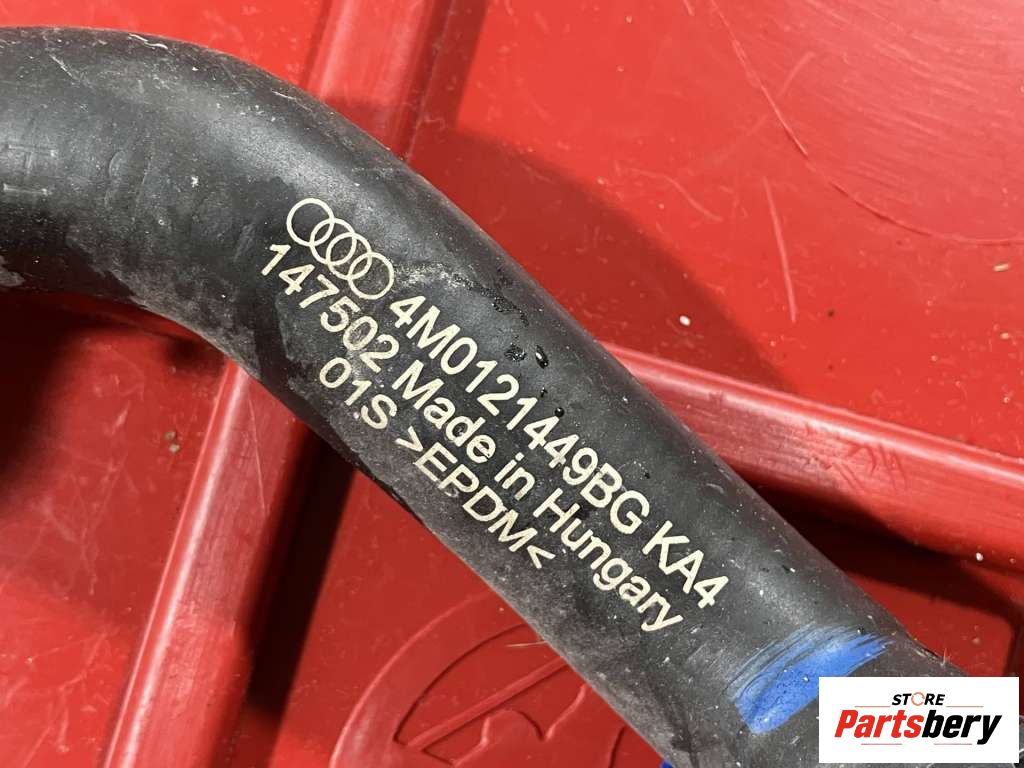 4M0121449BG KA4
147502 Made in Hungary
01S >EPDM<
STORE
Partsbery